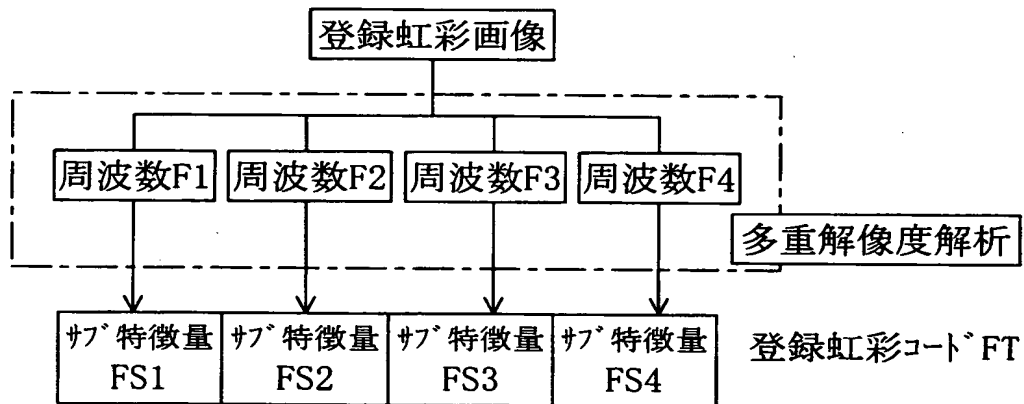 登録虹彩画像
周波数F1 周波数F2 周波数F3 周波数F4
多重解像度解析
ｻﾌﾞ特徴量 ｻﾌﾞ特徴量 ｻﾌﾞ特徴量 ｻﾌﾞ特徴量
FS1 FS2 FS3 FS4
登録虹彩ｺｰﾄﾞFT